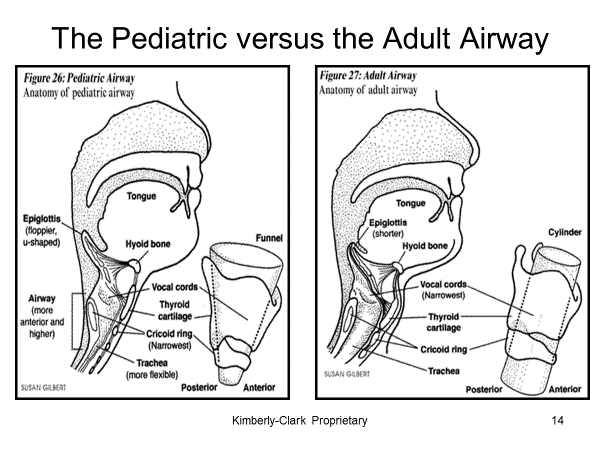 The Pediatric versus the Adult Airway
Figure 26: Pediatric Airway
Anatomy of pediatric airway
Tongue
Epiglottis
(floppier,
u-shaped)
Hyoid bone
Funnel
Vocal cords
Airway
(more
anterior and
higher)
Thyroid
cartilage
Cricoid ring
(Narrowest)
Trachea
(more flexible)
Posterior
Anterior
SUSAN GILBERT
Figure 27: Adult Airway
Anatomy of adult airway
Tongue
Epiglottis
(shorter)
Hyoid bone
Cylinder
Vocal cords
(Narrowest)
Thyroid
cartilage
Cricoid ring
Trachea
Posterior
Anterior
SUSAN GILBERT
Kimberly-Clark Proprietary
14